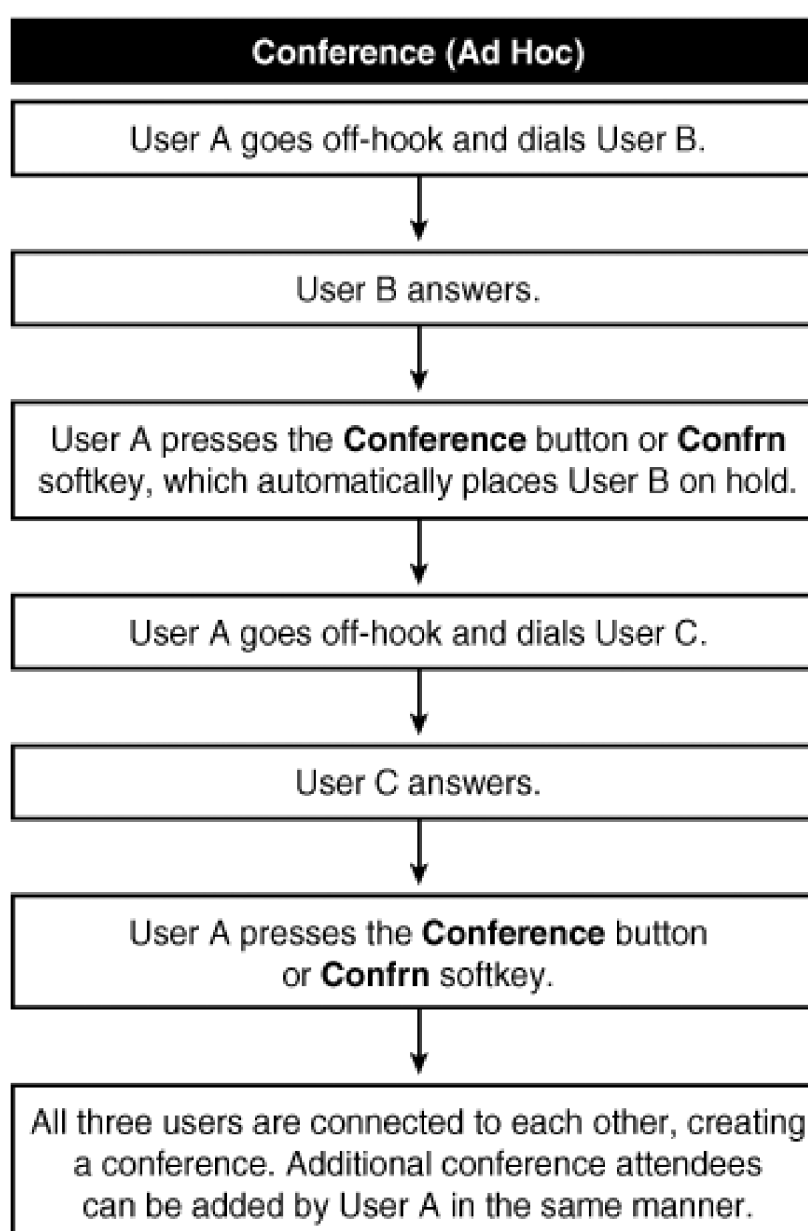 Conference (Ad Hoc)
User A goes off-hook and dials User B.
User B answers.
User A presses the Conference button or Confrn
softkey, which automatically places User B on hold.
User A goes off-hook and dials User C.
User C answers.
User A presses the Conference button
or Confrn softkey.
All three users are connected to each other, creating
a conference. Additional conference attendees
can be added by User A in the same manner.